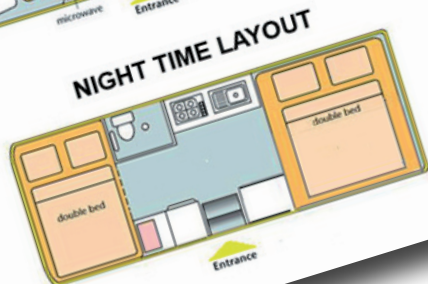 microwave
Entrance
NIGHT TIME LAYOUT
double bed
double bed
Entrance